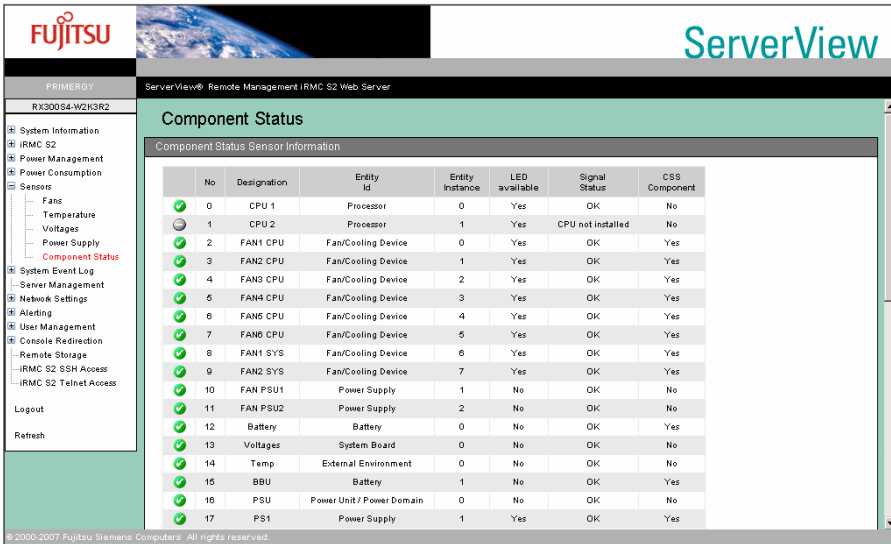 FUJITSU
ServerView
PRIMERGY
ServerView® Remote Management iRMC S2 Web Server
RX300S4-W2K3R2
System Information
iRMC S2
Power Management
Power Consumption
Sensors
Fans
Temperature
Voltages
Power Supply
Component Status
System Event Log
Server Management
Network Settings
Alerting
User Management
Console Redirection
Remote Storage
iRMC S2 SSH Access
iRMC S2 Telnet Access
Logout
Refresh
Component Status
Component Status Sensor Information
No Designation Entity Id Entity Instance LED available Signal Status CSS Component
0 CPU 1 Processor 0 Yes OK No
1 CPU 2 Processor 1 Yes CPU not installed No
2 FAN1 CPU Fan/Cooling Device 0 Yes OK Yes
3 FAN2 CPU Fan/Cooling Device 1 Yes OK Yes
4 FAN3 CPU Fan/Cooling Device 2 Yes OK Yes
5 FAN4 CPU Fan/Cooling Device 3 Yes OK Yes
6 FAN5 CPU Fan/Cooling Device 4 Yes OK Yes
7 FAN6 CPU Fan/Cooling Device 5 Yes OK Yes
8 FAN1 SYS Fan/Cooling Device 6 Yes OK Yes
9 FAN2 SYS Fan/Cooling Device 7 Yes OK Yes
10 FAN PSU1 Power Supply 1 No OK No
11 FAN PSU2 Power Supply 2 No OK No
12 Battery Battery 0 No OK Yes
13 Voltages System Board 0 No OK No
14 Temp External Environment 0 No OK No
15 BBU Battery 1 No OK Yes
16 PSU Power Unit / Power Domain 0 No OK No
17 PS1 Power Supply 1 Yes OK Yes
© 2000-2007 Fujitsu Siemens Computers All rights reserved.